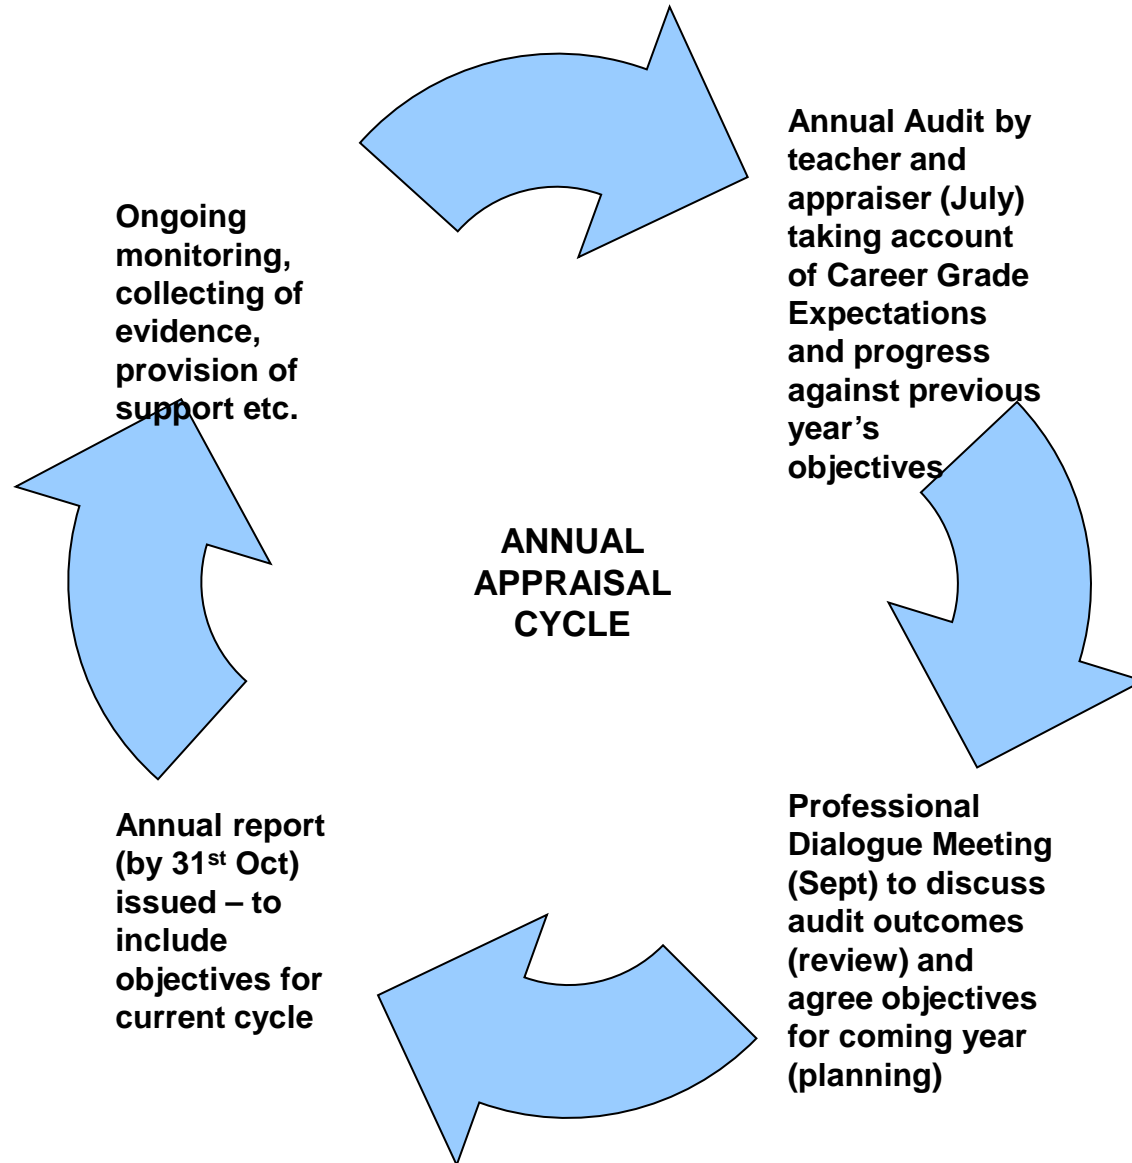 Annual Audit by
teacher and
appraiser (July)
taking account
of Career Grade
Expectations
and progress
against previous
year’s
objectives
Ongoing
monitoring,
collecting of
evidence,
provision of
support etc.
ANNUAL
APPRAISAL
CYCLE
Professional
Dialogue Meeting
(Sept) to discuss
audit outcomes
(review) and
agree objectives
for coming year
(planning)
Annual report
(by 31st Oct)
issued – to
include
objectives for
current cycle